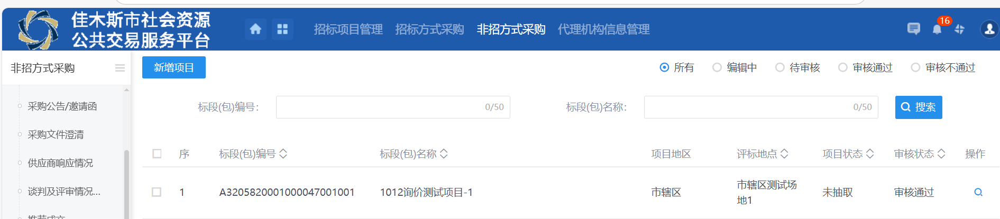 佳木斯市社会资源
公共交易服务平台
招标项目管理 招标方式采购 非招方式采购 代理机构信息管理
16
非招方式采购
新增项目
所有 编辑中 待审核 审核通过 审核不通过
采购公告/邀请函
采购文件澄清
供应商响应情况
谈判及评审情况...
推荐成交
标段(包)编号： 0/50 标段(包)名称： 0/50 搜索
序 标段(包)编号 标段(包)名称 项目地区 评标地点 项目状态 审核状态 操作
1 A3205820001000047001001 1012询价测试项目-1 市辖区 市辖区测试场地1 未抽取 审核通过